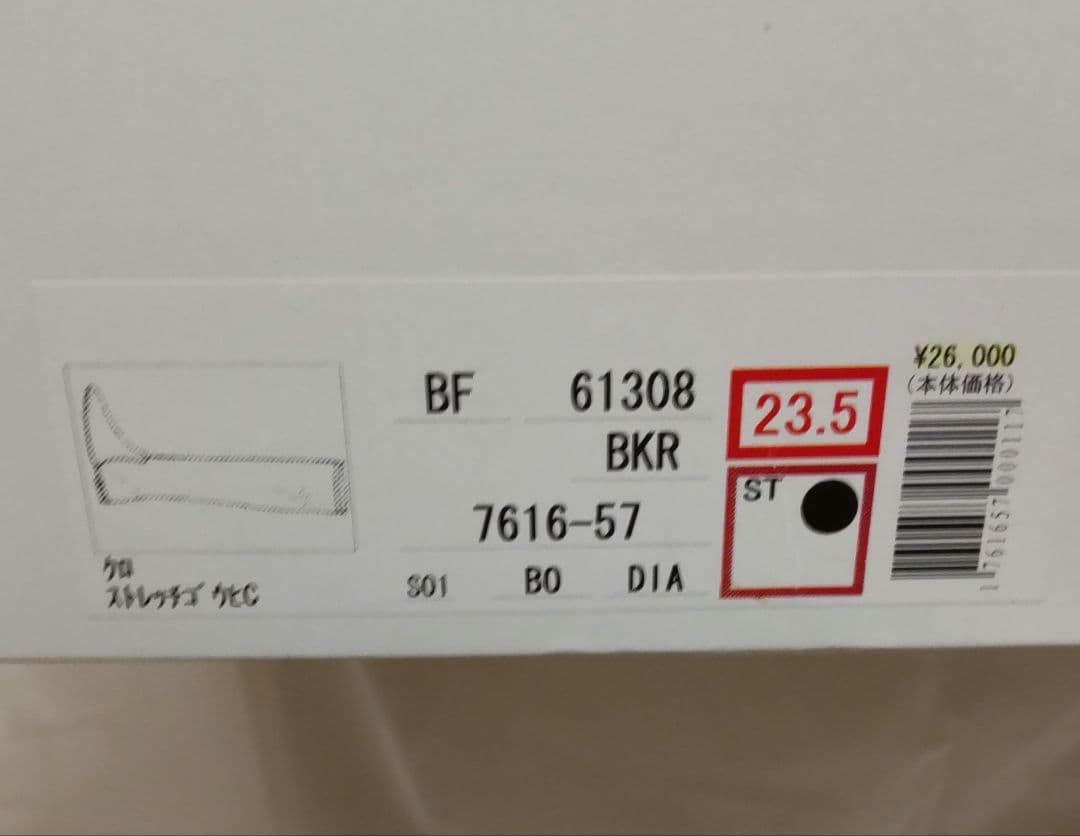 BF 61308
BKR
7616-57
S01 BO DIA
クロ
ストレッチゴウヒC
23.5
ST
¥26,000
(本体価格)
1761657000117